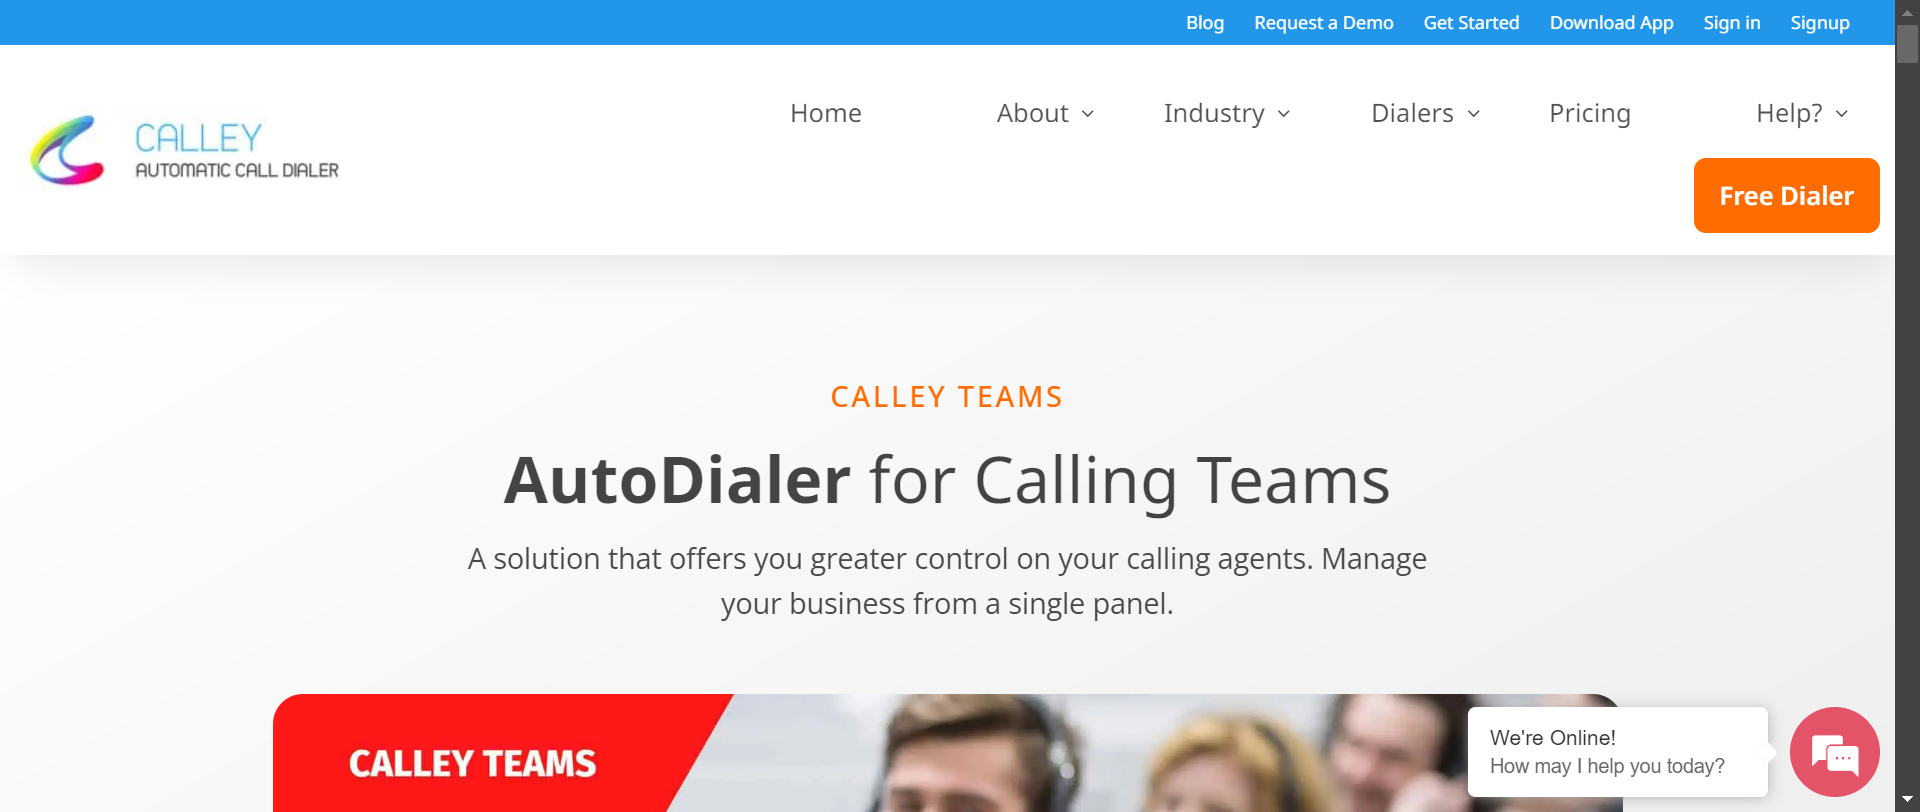 Blog Request a Demo Get Started Download App Sign in Signup
CALLEY
AUTOMATIC CALL DIALER
Home About Industry Dialers Pricing Help?
Free Dialer
CALLEY TEAMS
AutoDialer for Calling Teams
A solution that offers you greater control on your calling agents. Manage
your business from a single panel.
CALLEY TEAMS
We're Online!
How may I help you today?